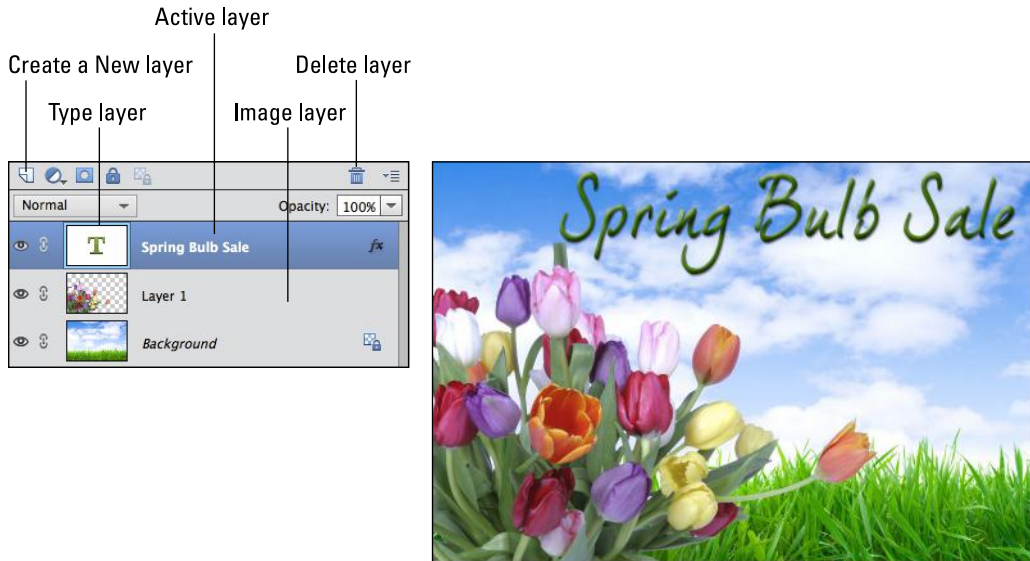 Active layer
Create a New layer
Delete layer
Type layer
Image layer
Normal
Opacity: 100%
T
Spring Bulb Sale
fx
Layer 1
Background
Spring Bulb Sale